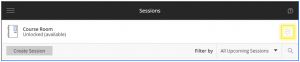 Sessions
Course Room
Unlocked (available)
Create Session
Filter by
All Upcoming Sessions